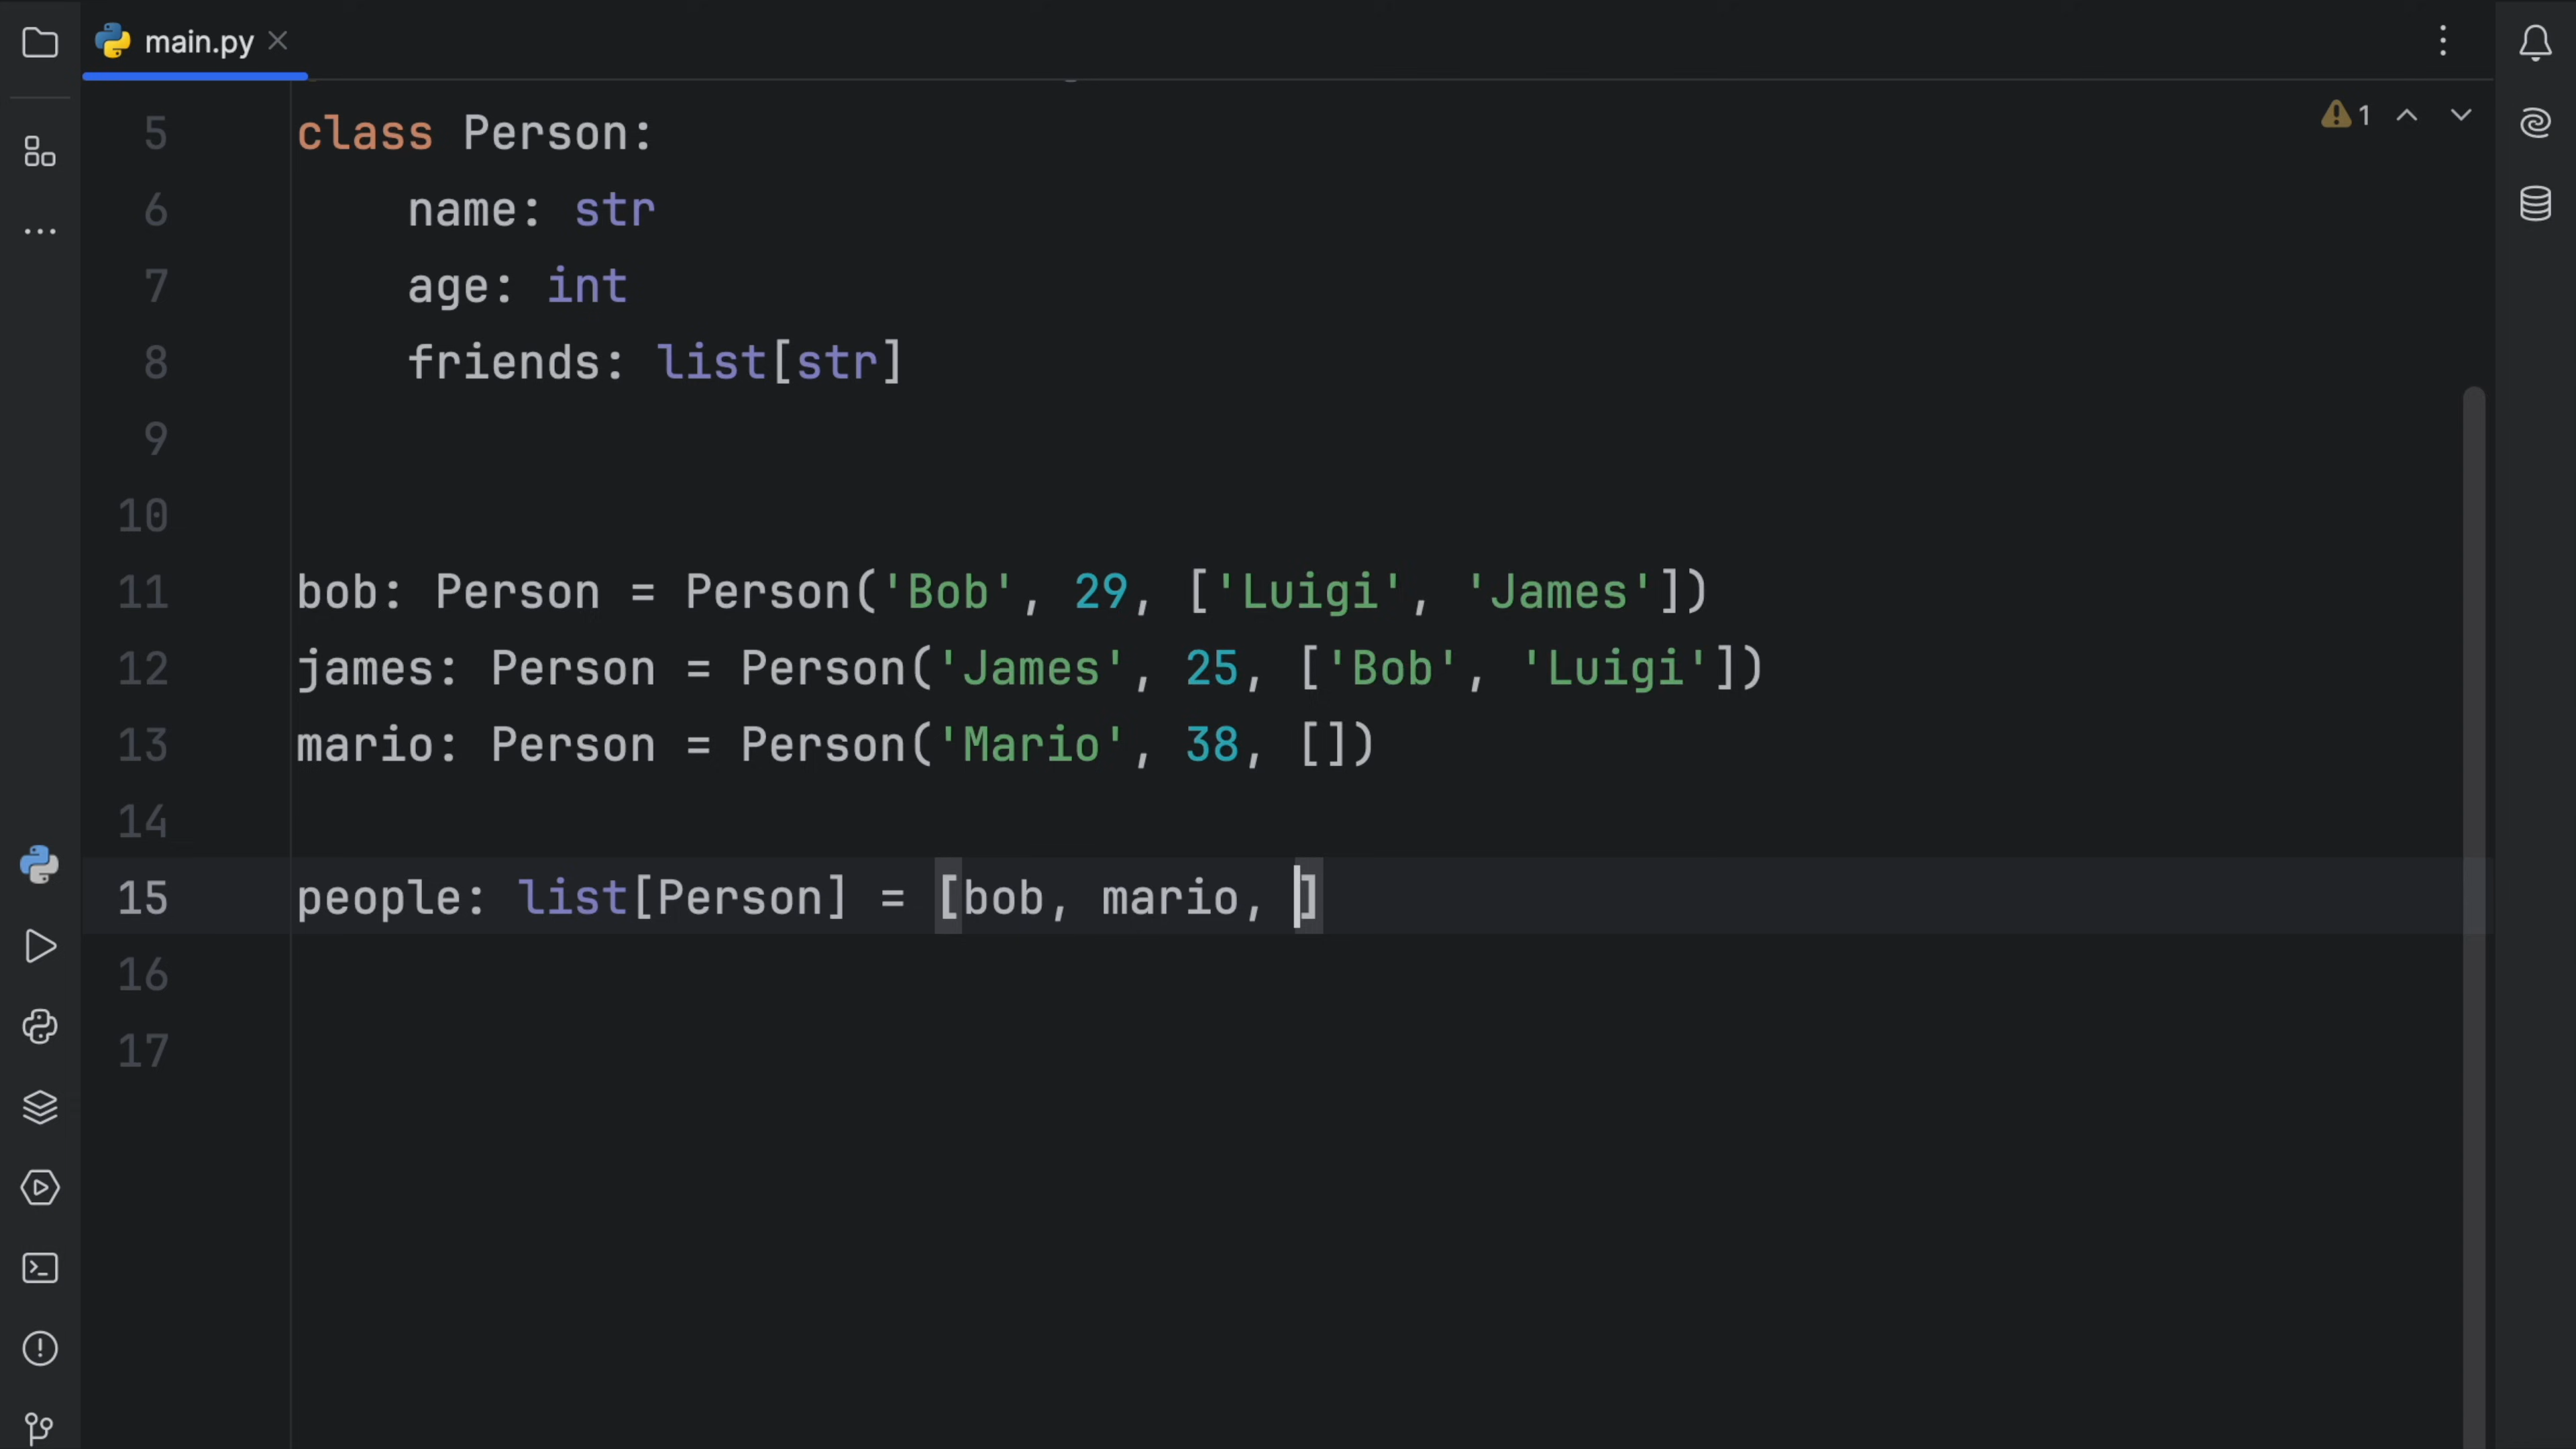 main.py
1
5 class Person:
6     name: str
7     age: int
8     friends: list[str]
9
10
11 bob: Person = Person('Bob', 29, ['Luigi', 'James'])
12 james: Person = Person('James', 25, ['Bob', 'Luigi'])
13 mario: Person = Person('Mario', 38, [])
14
15 people: list[Person] = [bob, mario, ]
16
17